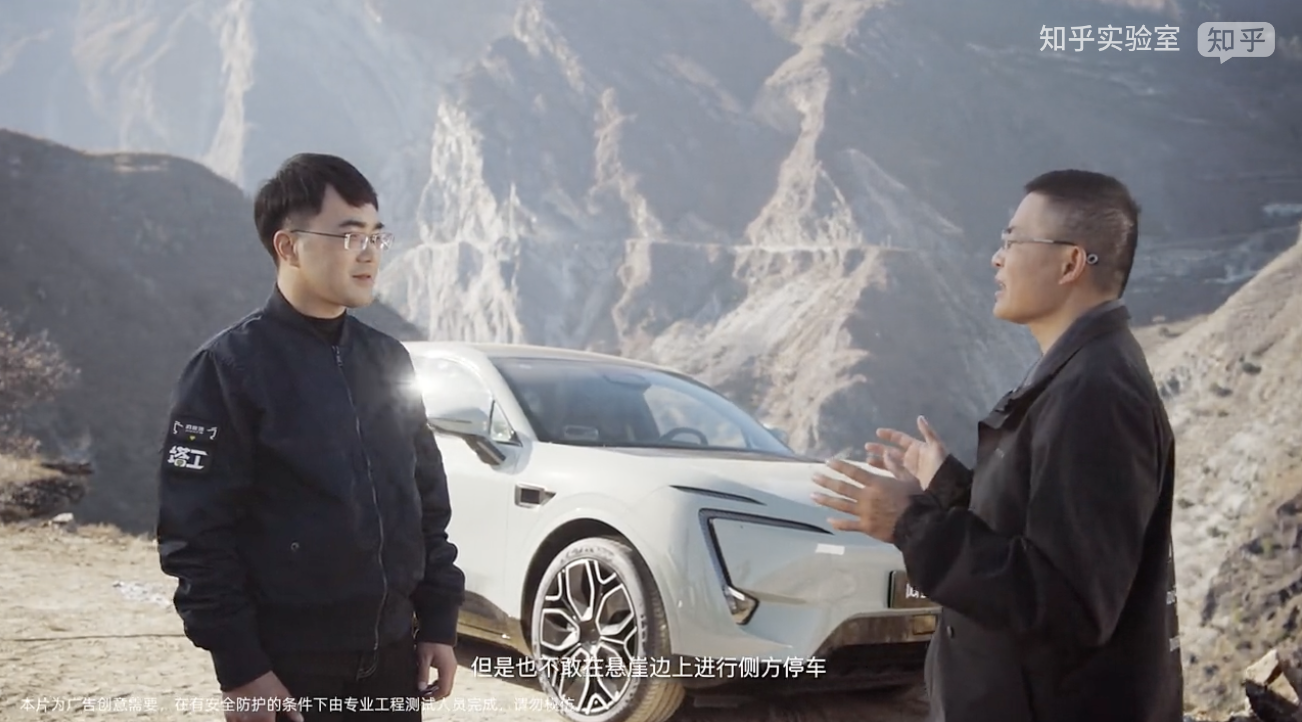 知乎实验室 知乎
塔工
但是也不敢在悬崖边上进行侧方停车
本片为广告创意需要，在有安全防护的条件下由专业工程测试人员完成，请勿模仿